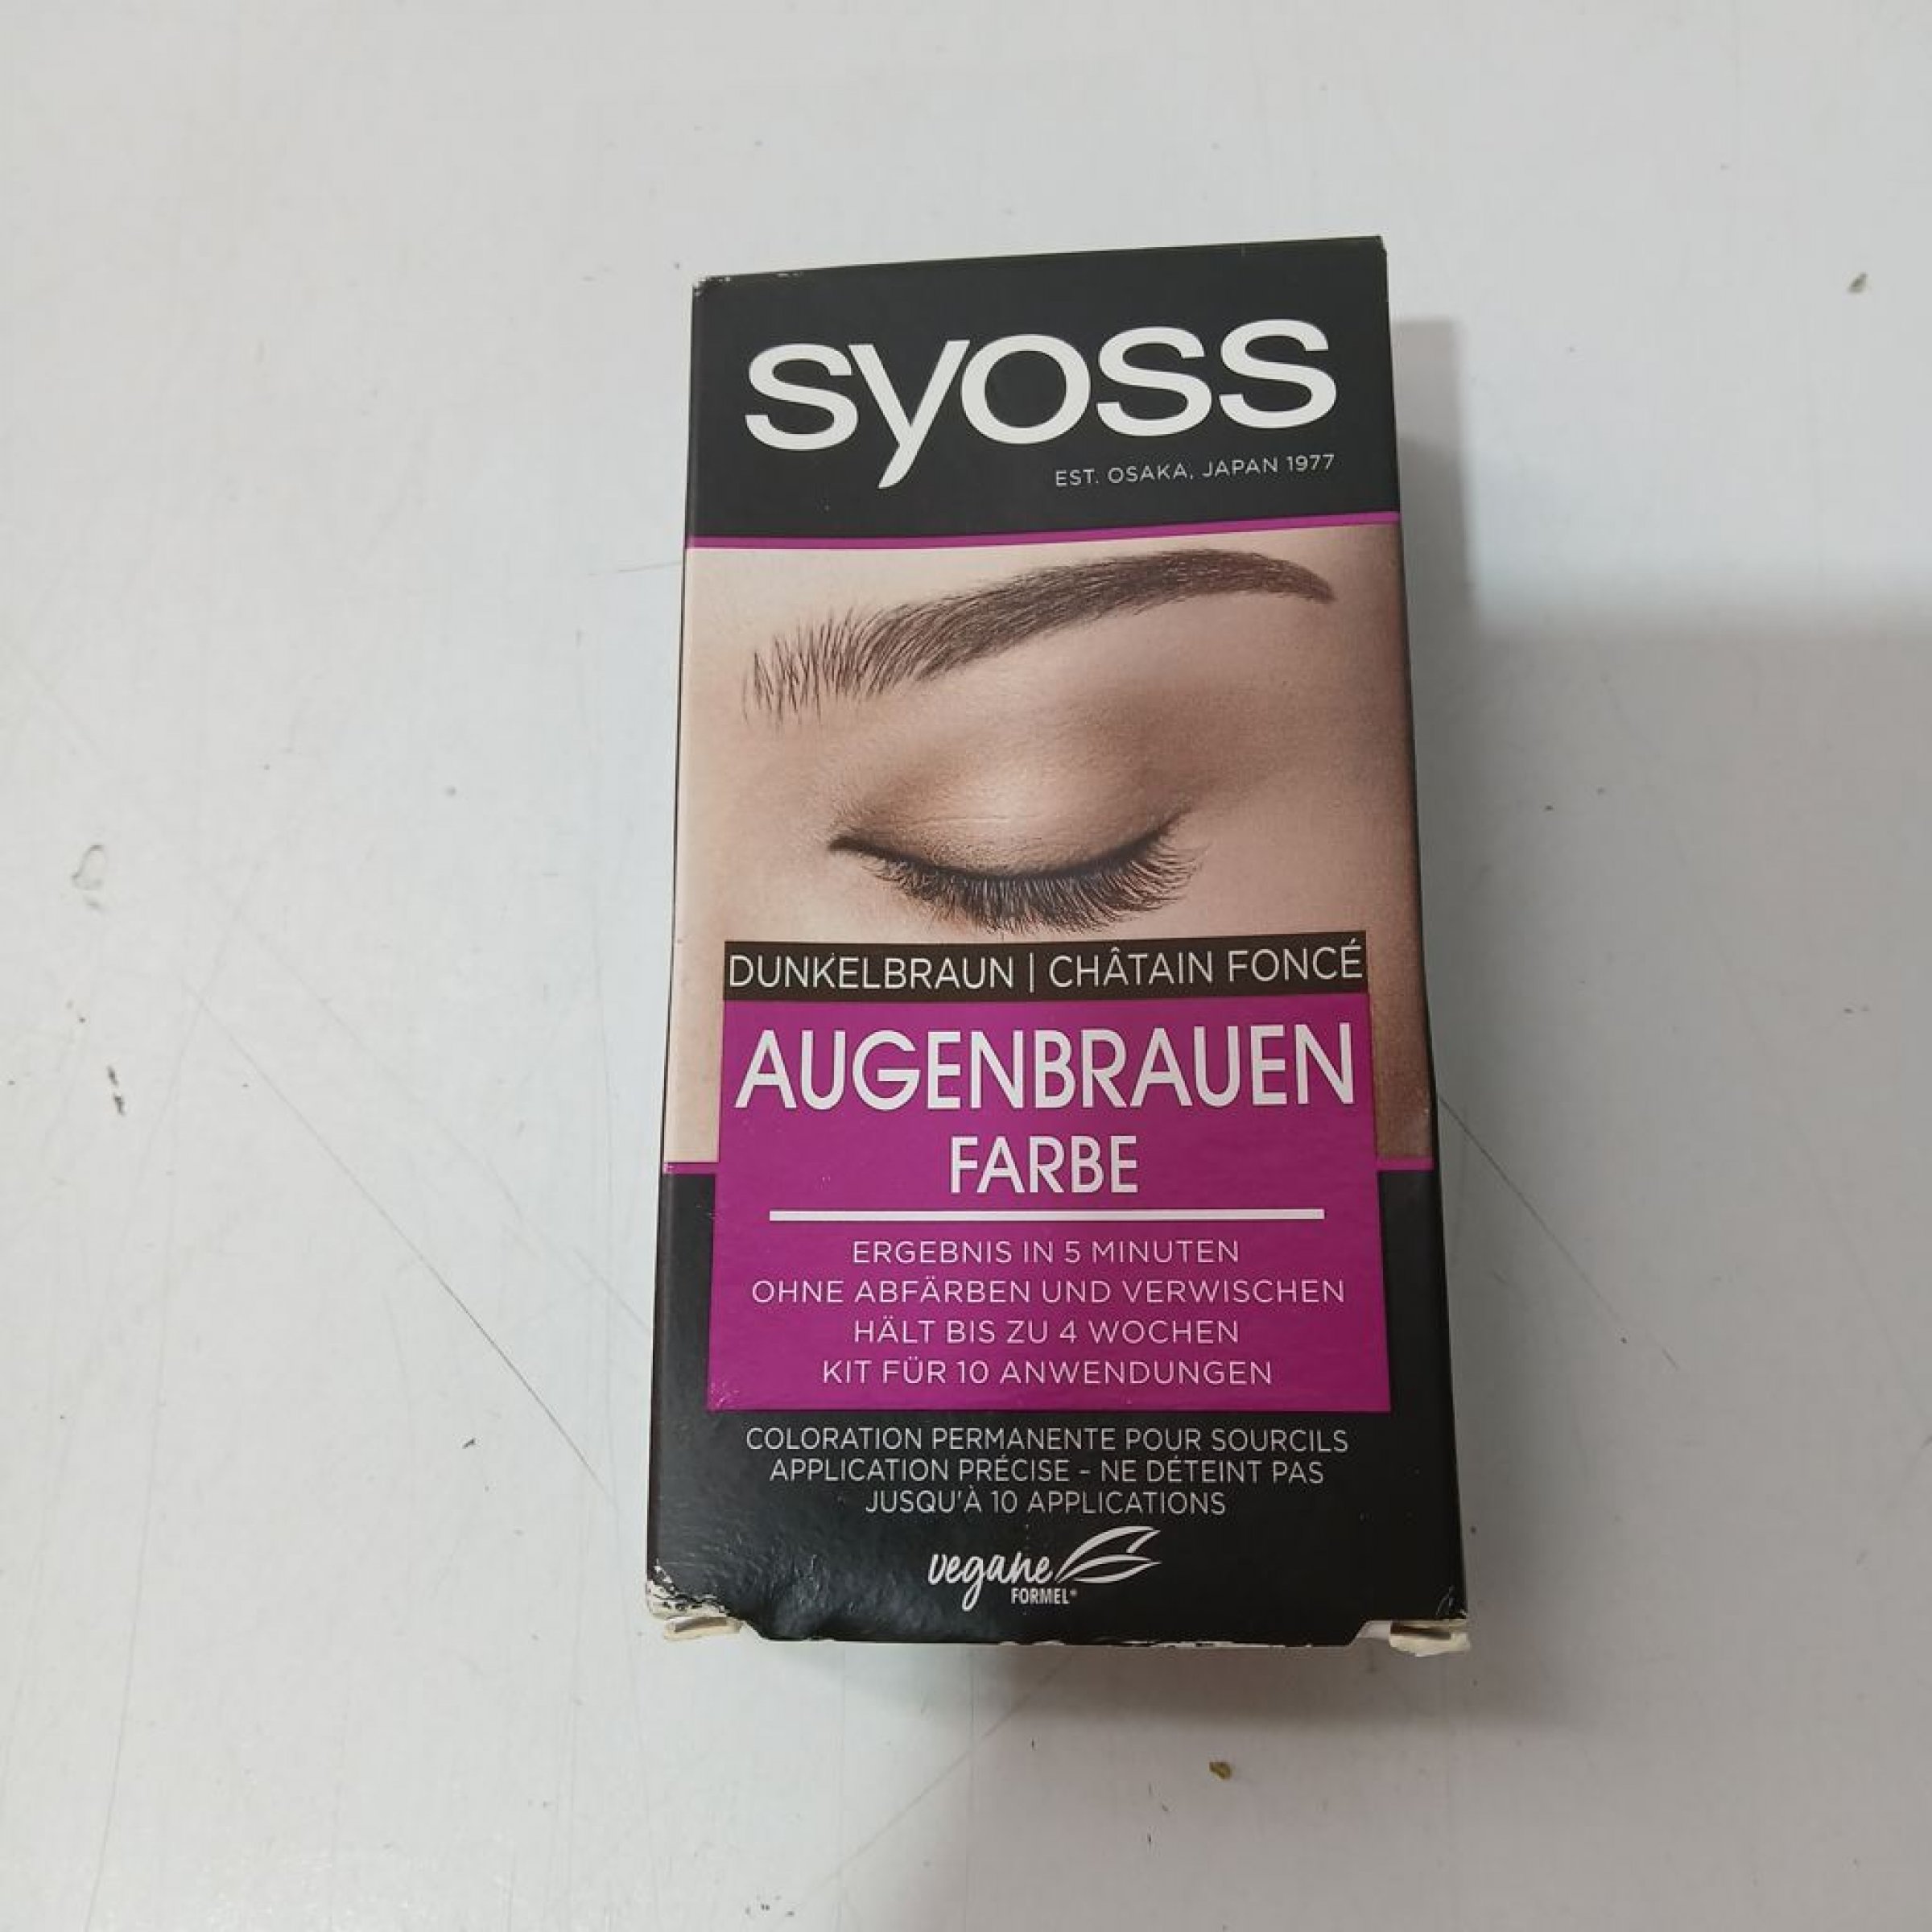 syoss
EST. OSAKA, JAPAN 1977
DUNKELBRAUN | CHÂTAIN FONCÉ
AUGENBRAUEN
FARBE
ERGEBNIS IN 5 MINUTEN
OHNE ABFÄRBEN UND VERWISCHEN
HÄLT BIS ZU 4 WOCHEN
KIT FÜR 10 ANWENDUNGEN
COLORATION PERMANENTE POUR SOURCILS
APPLICATION PRÉCISE - NE DÉTEINT PAS
JUSQU'À 10 APPLICATIONS
vegane
FORMEL*